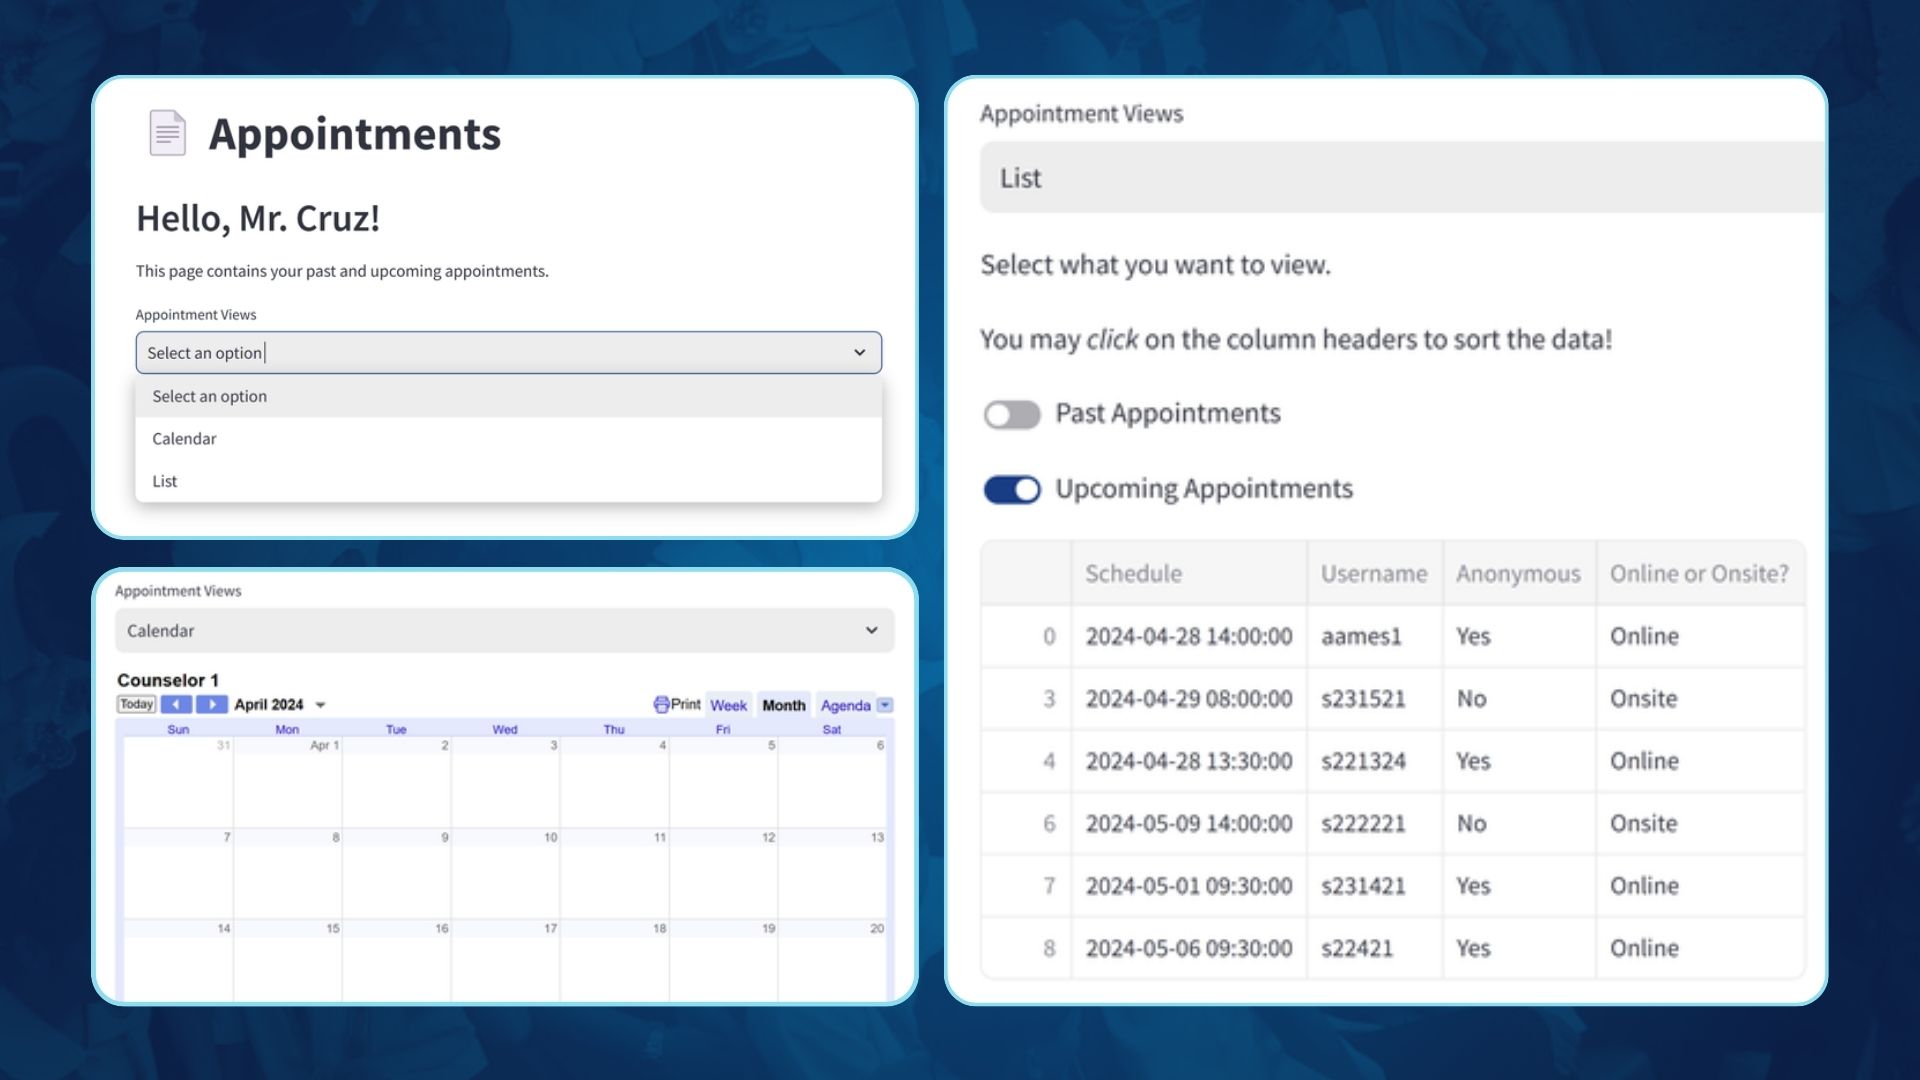 Appointments
Hello, Mr. Cruz!
This page contains your past and upcoming appointments.
Appointment Views
Select an option
Select an option
Calendar
List
Appointment Views
Calendar
Counselor 1
Today April 2024 Print Week Month Agenda
Sun Mon Tue Wed Thu Fri Sat
31 Apr 1 2 3 4 5 6
7 8 9 10 11 12 13
14 15 16 17 18 19 20
Appointment Views
List
Select what you want to view.
You may click on the column headers to sort the data!
Past Appointments
Upcoming Appointments
Schedule Username Anonymous Online or Onsite?
0 2024-04-28 14:00:00 aames1 Yes Online
3 2024-04-29 08:00:00 s231521 No Onsite
4 2024-04-28 13:30:00 s221324 Yes Online
6 2024-05-09 14:00:00 s222221 No Onsite
7 2024-05-01 09:30:00 s231421 Yes Online
8 2024-05-06 09:30:00 s22421 Yes Online